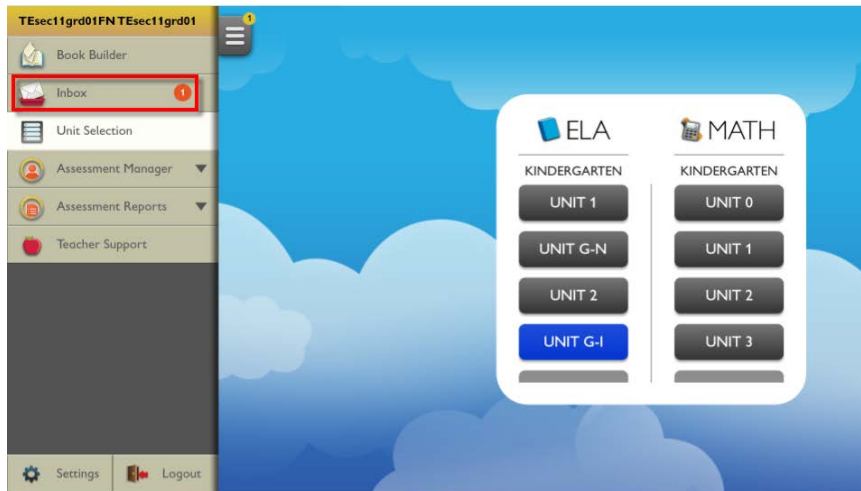 TEsec11grd01FN TEsec11grd01
1
Book Builder
Inbox 1
Unit Selection
Assessment Manager
Assessment Reports
Teacher Support
Settings
Logout
ELA
KINDERGARTEN
UNIT 1
UNIT G-N
UNIT 2
UNIT G-I
MATH
KINDERGARTEN
UNIT 0
UNIT 1
UNIT 2
UNIT 3